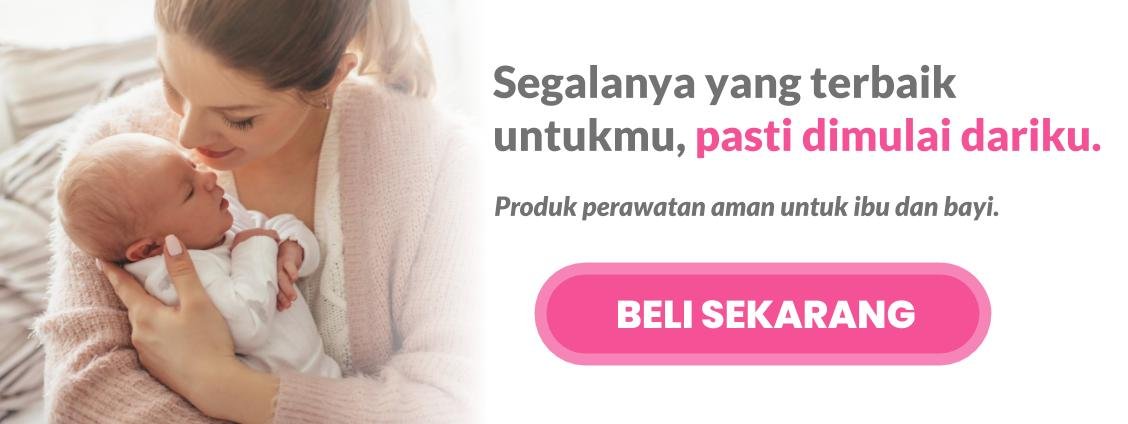 Segalanya yang terbaik
untukmu, pasti dimulai dariku.
Produk perawatan aman untuk ibu dan bayi.
BELI SEKARANG